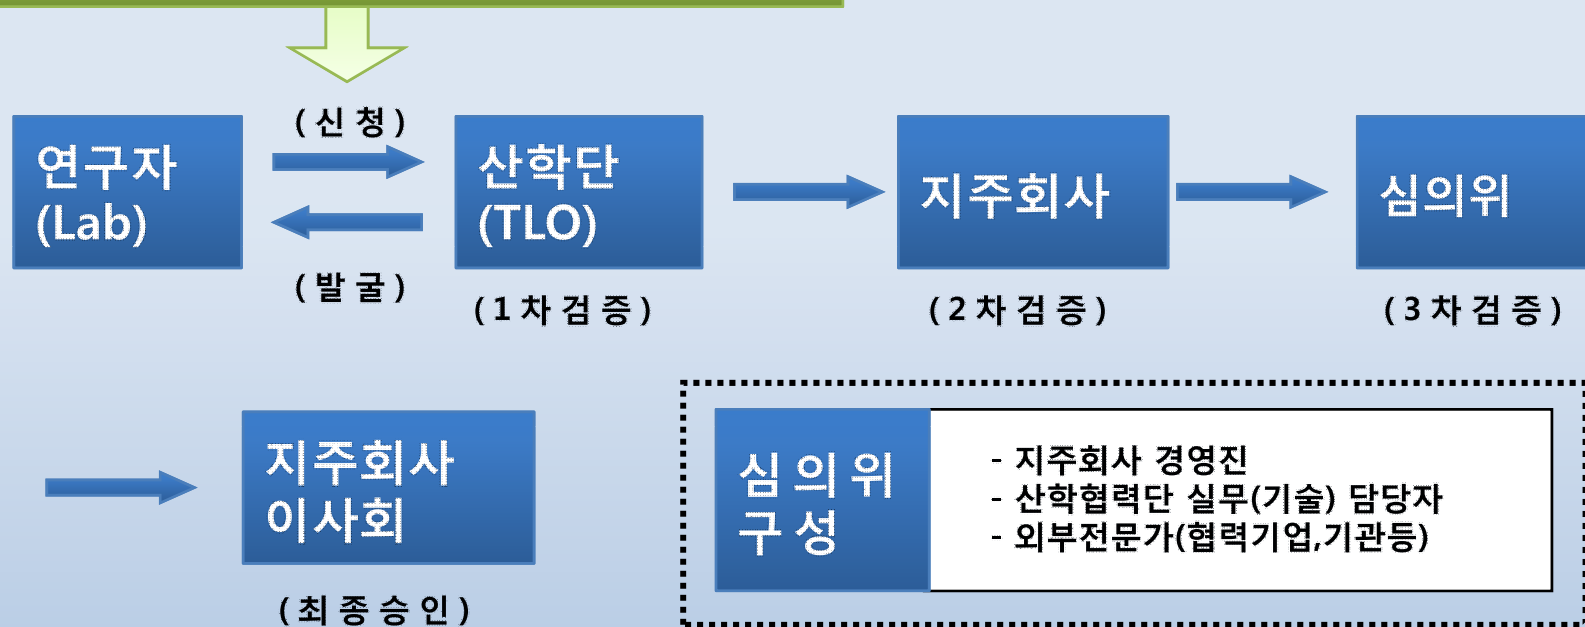 (신청)
연구자
(Lab)
산학단
(TLO)
지주회사
심의위
(발굴)
(1차검증)
(2차검증)
(3차검증)
지주회사
이사회
(최종승인)
심의위
구성
- 지주회사 경영진
- 산학협력단 실무(기술) 담당자
- 외부전문가(협력기업,기관등)